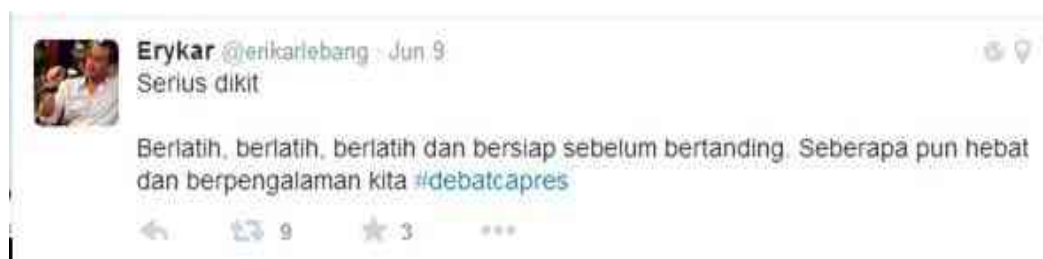 Erykar @erikarlebang · Jun 9
Serius dikit
Berlatih, berlatih, berlatih dan bersiap sebelum bertanding. Seberapa pun hebat
dan berpengalaman kita #debatcapres
9 3